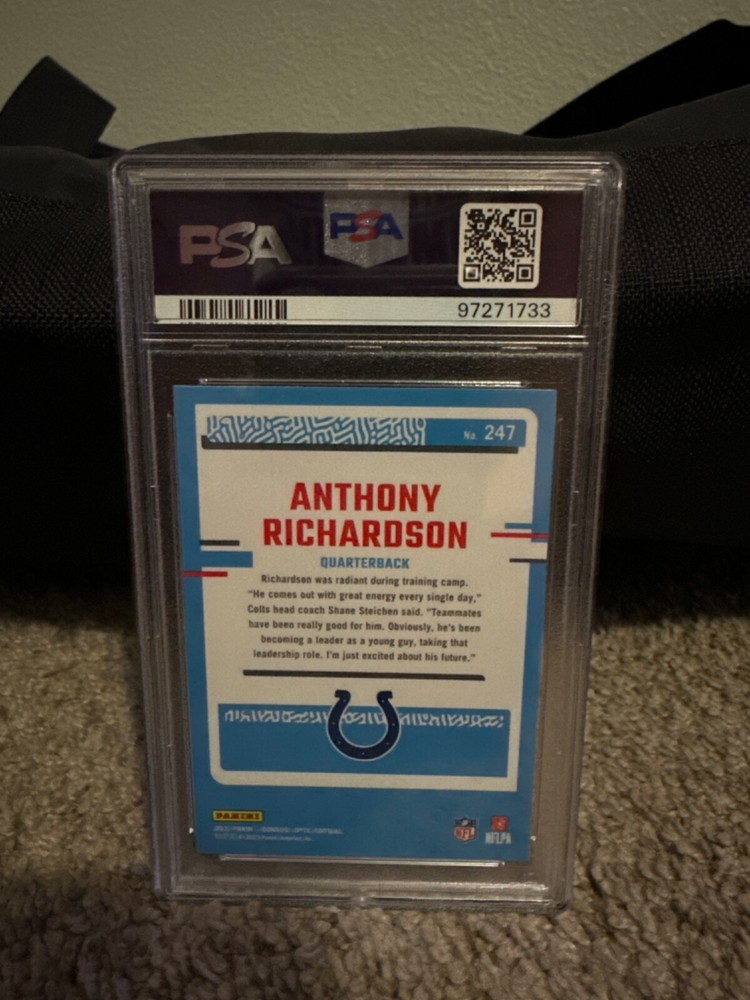 PSA
PSA
97271733
No. 247
ANTHONY
RICHARDSON
QUARTERBACK
Richardson was radiant during training camp.
"He comes out with great energy every single day,"
Colts head coach Shane Steichen said. "Teammates
have been really good for him. Obviously, he's been
becoming a leader as a young guy, taking that
leadership role. I'm just excited about his future."
PANINI
NFL
NFLPA